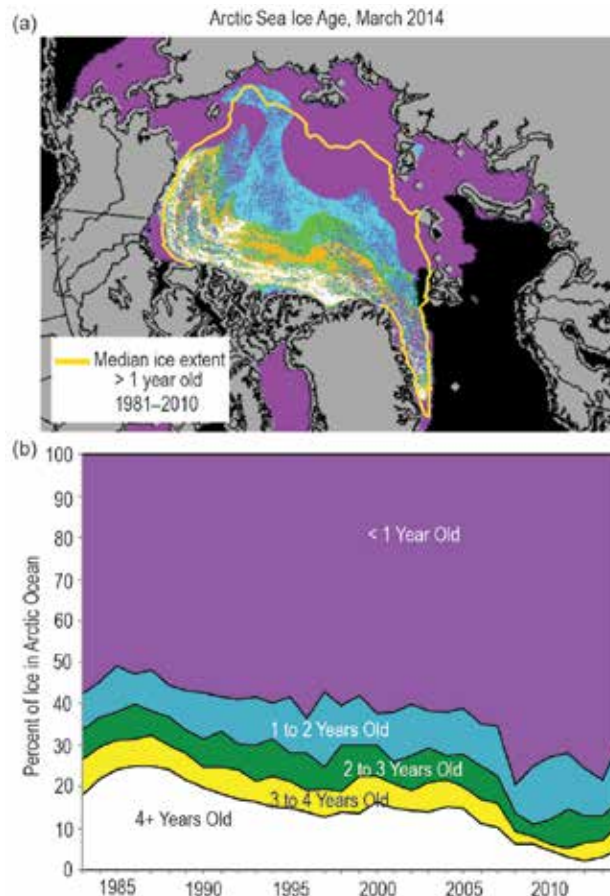 Arctic Sea Ice Age, March 2014
(a)
Median ice extent
> 1 year old
1981–2010
(b)
Percent of Ice in Arctic Ocean
100
90
80
70
60
50
40
30
20
10
0
< 1 Year Old
1 to 2 Years Old
2 to 3 Years Old
3 to 4 Years Old
4+ Years Old
1985
1990
1995
2000
2005
2010